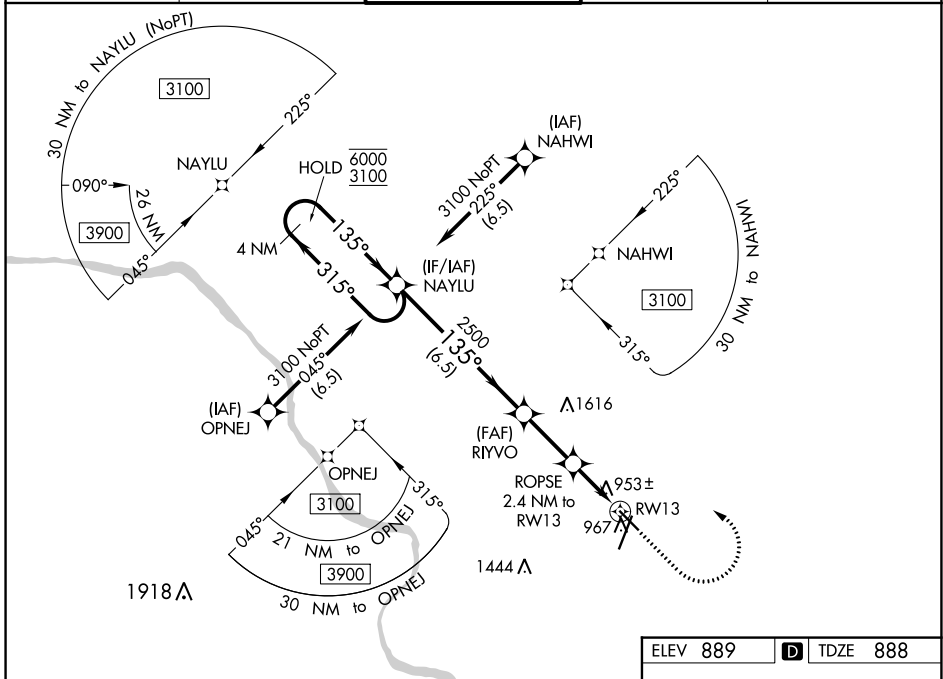 30 NM to NAYLU (NoPT)
3100
225°
NAYLU
090°
26 NM
3900
045°
HOLD
6000
3100
4 NM
135°
315°
(IF/IAF)
NAYLU
(IAF)
NAHWI
3100 NoPT
225°
(6.5)
225°
NAHWI
3100
315°
30 NM to NAHWI
3100 NoPT
045°
(6.5)
(IAF)
OPNEJ
2500
135°
(6.5)
(FAF)
RIYVO
1616
ROPSE
2.4 NM to
RW13
953±
RW13
967
OPNEJ
3100
045°
315°
21 NM to OPNEJ
3900
30 NM to OPNEJ
1444
1918
ELEV 889
D
TDZE 888